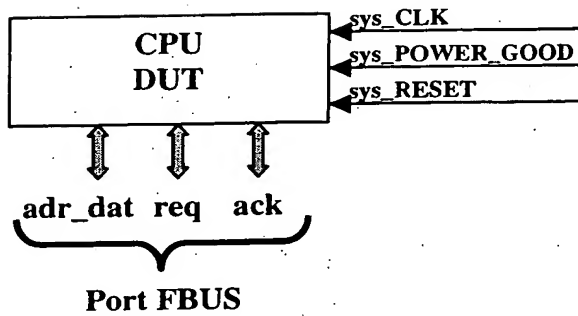 CPU
DUT
sys_CLK
sys_POWER_GOOD
sys_RESET
adr_dat req ack
Port FBUS